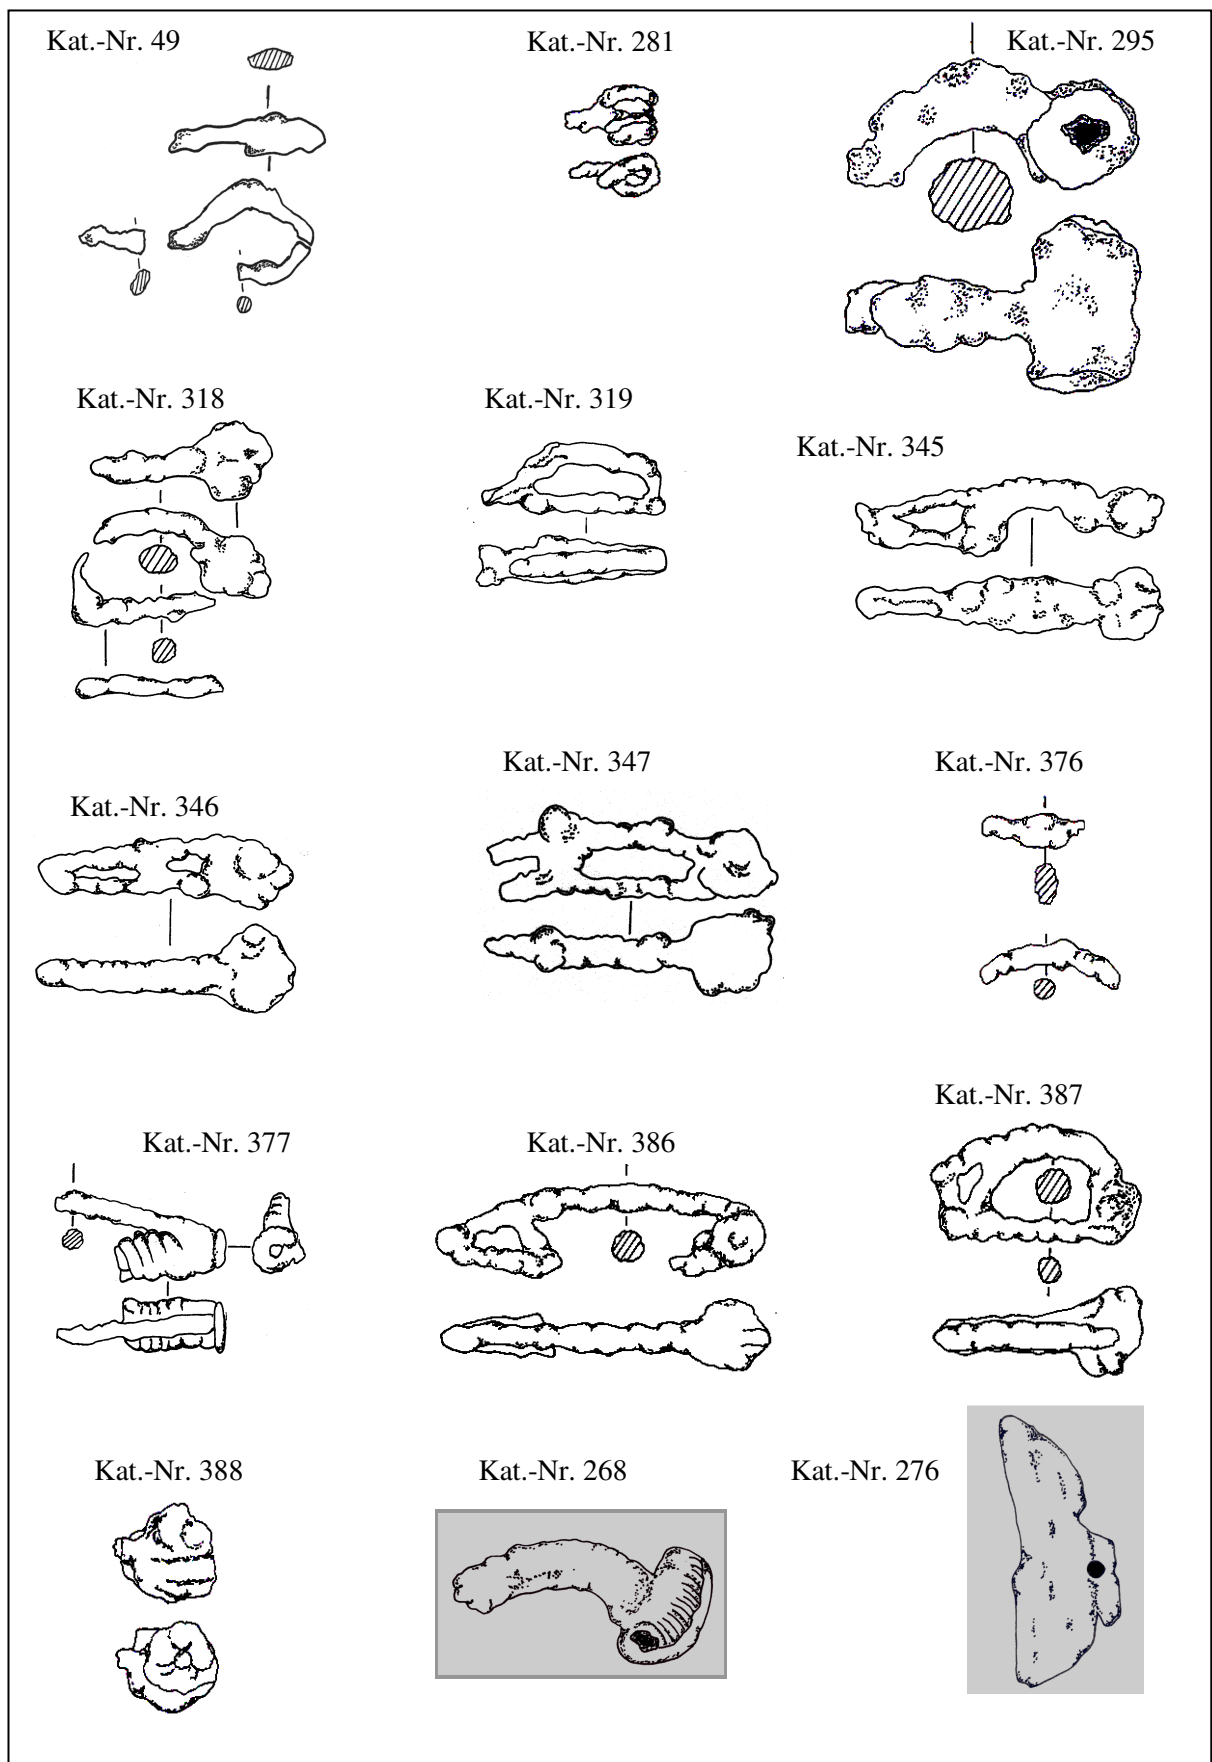 Kat.-Nr. 49
Kat.-Nr. 281
Kat.-Nr. 295
Kat.-Nr. 318
Kat.-Nr. 319
Kat.-Nr. 345
Kat.-Nr. 346
Kat.-Nr. 347
Kat.-Nr. 376
Kat.-Nr. 377
Kat.-Nr. 386
Kat.-Nr. 387
Kat.-Nr. 388
Kat.-Nr. 268
Kat.-Nr. 276